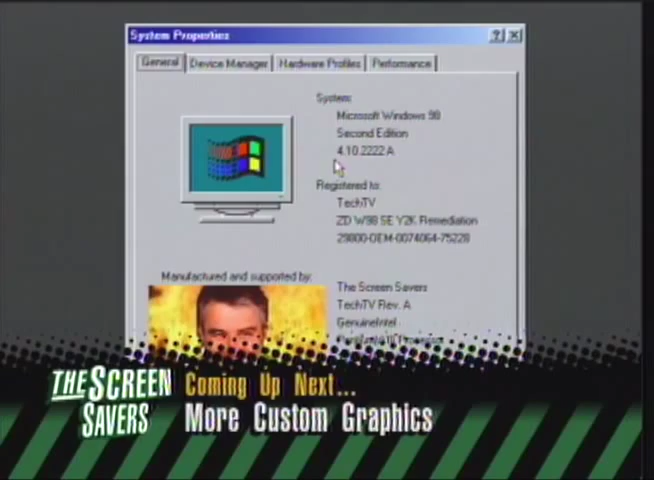 System Properties
General
Device Manager
Hardware Profiles
Performance
System:
Microsoft Windows 98
Second Edition
4.10.2222 A
Registered to:
TechTV
ZD W98 SE Y2K Remediation
29800-OEM-0074064-75228
Manufactured and supported by:
The Screen Savers
TechTV Rev. A
GenuineIntel
THE SCREEN
SAVERS
Coming Up Next...
More Custom Graphics